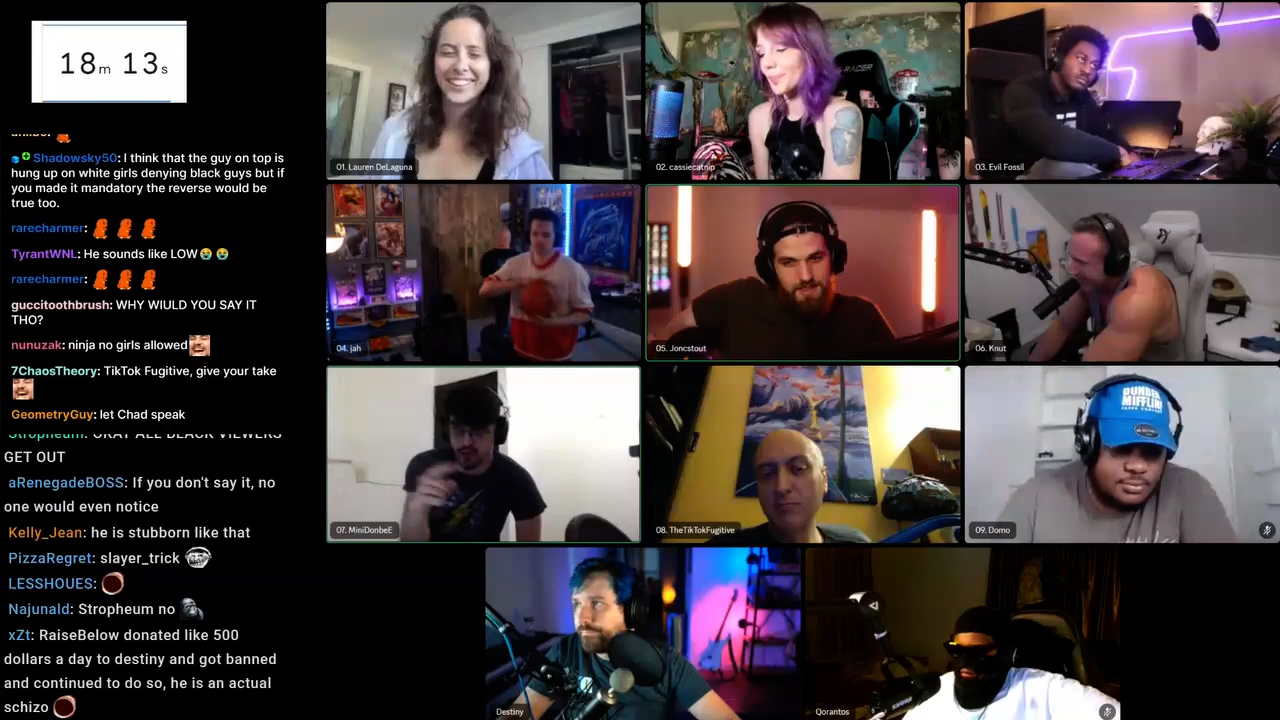 18m 13s
Shadowsky50: I think that the guy on top is
hung up on white girls denying black guys but if
you made it mandatory the reverse would be
true too.
rarecharmer:
TyrantWNL: He sounds like LOW😭 😭
rarecharmer:
guccitoothbrush: WHY WIULD YOU SAY IT
THO?
nunuzak: ninja no girls allowed
7ChaosTheory: TikTok Fugitive, give your take
GeometryGuy: let Chad speak
Stropheum: OKAY ALL BLACK VIEWERS
GET OUT
aRenegadeBOSS: If you don't say it, no
one would even notice
Kelly_Jean: he is stubborn like that
PizzaRegret: slayer_trick
LESSHOUES:
Najunald: Stropheum no
xZt: RaiseBelow donated like 500
dollars a day to destiny and got banned
and continued to do so, he is an actual
schizo
01. Lauren DeLaguna
02. cassiecatnip
03. Evil Fossil
04. jah
05. Joncstout
06. Knut
07. MiniDonbeE
08. TheTikTokFugitive
DUNDER
MIFFLIN
09. Domo
Destiny
Qorantos